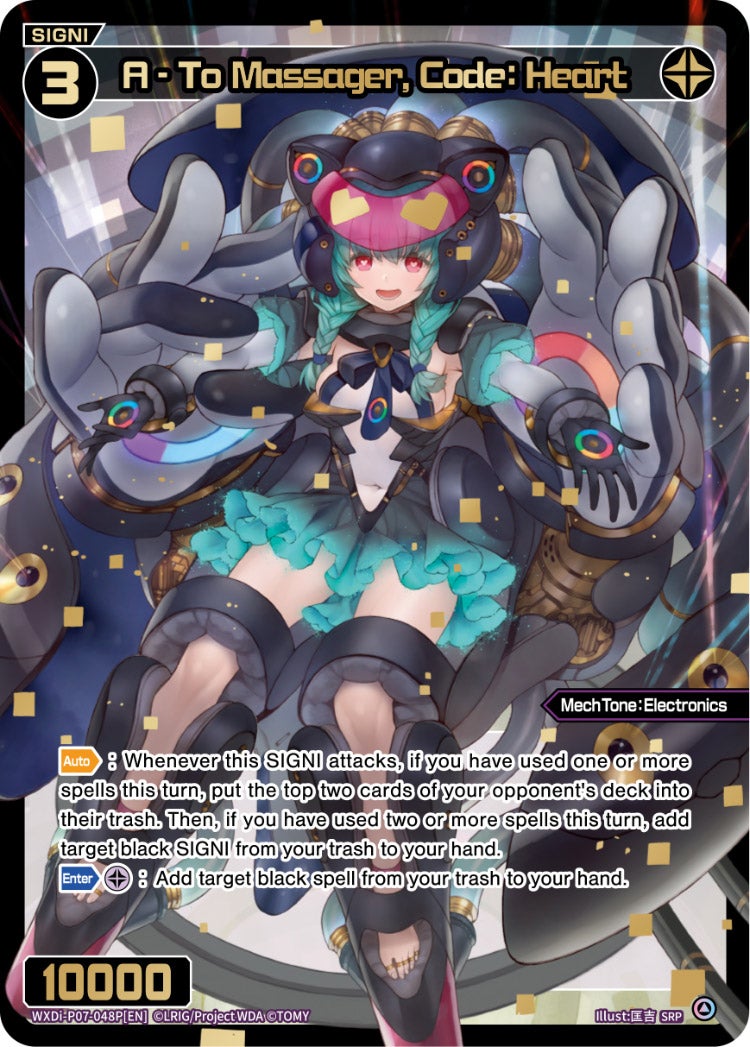 SIGNI
3 A - To Massager, Code: Heart
MechTone:Electronics
Auto : Whenever this SIGNI attacks, if you have used one or more
spells this turn, put the top two cards of your opponent's deck into
their trash. Then, if you have used two or more spells this turn, add
target black SIGNI from your trash to your hand.
Enter : Add target black spell from your trash to your hand.
10000
WXDi-P07-048P[EN] ©LRIG/Project WDA ©TOMY Illust:匡吉 SRP